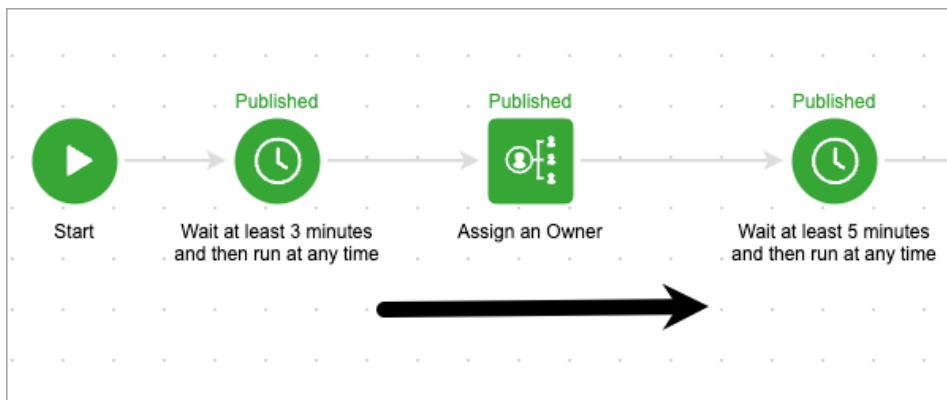 Published
Published
Published
Start
Wait at least 3 minutes
and then run at any time
Assign an Owner
Wait at least 5 minutes
and then run at any time